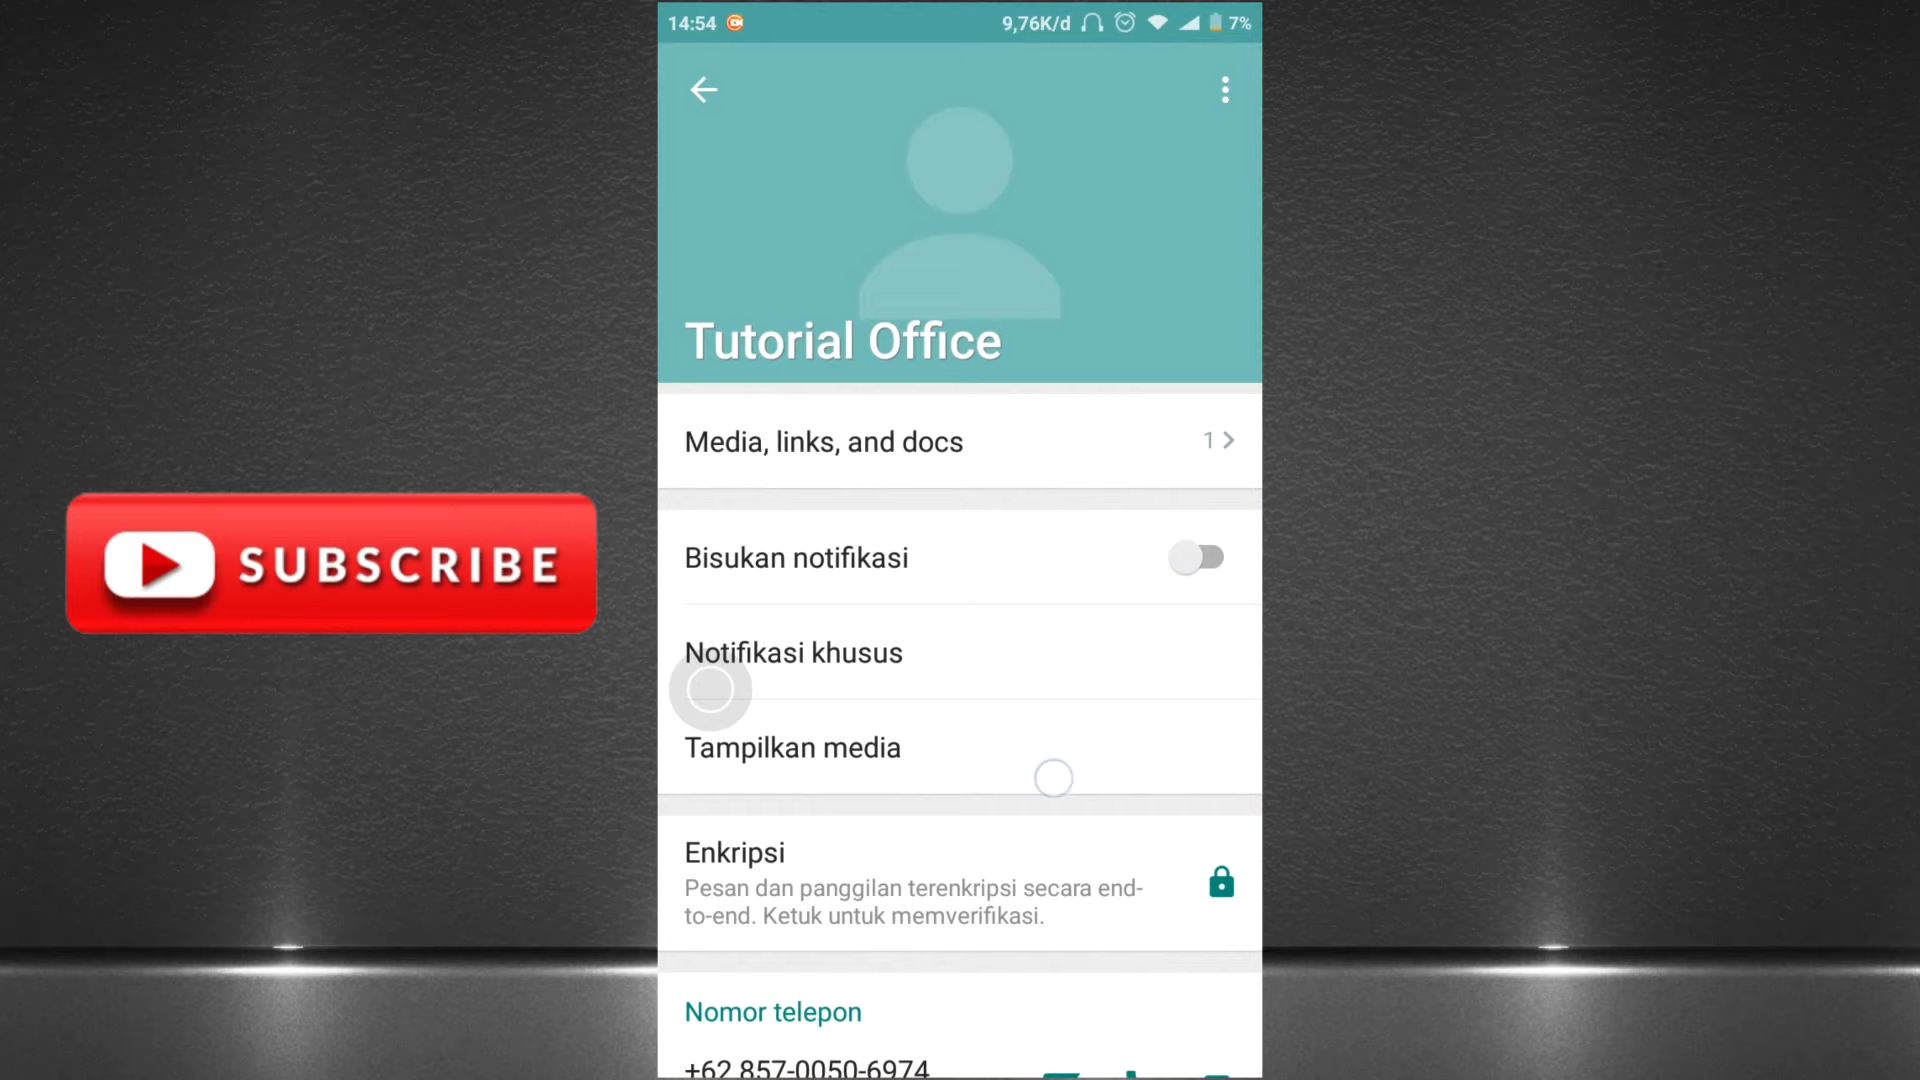 14:54
9,76K/d
7%
Tutorial Office
Media, links, and docs
1
Bisukan notifikasi
SUBSCRIBE
Notifikasi khusus
Tampilkan media
Enkripsi
Pesan dan panggilan terenkripsi secara end-
to-end. Ketuk untuk memverifikasi.
Nomor telepon
+62 857-0050-6974